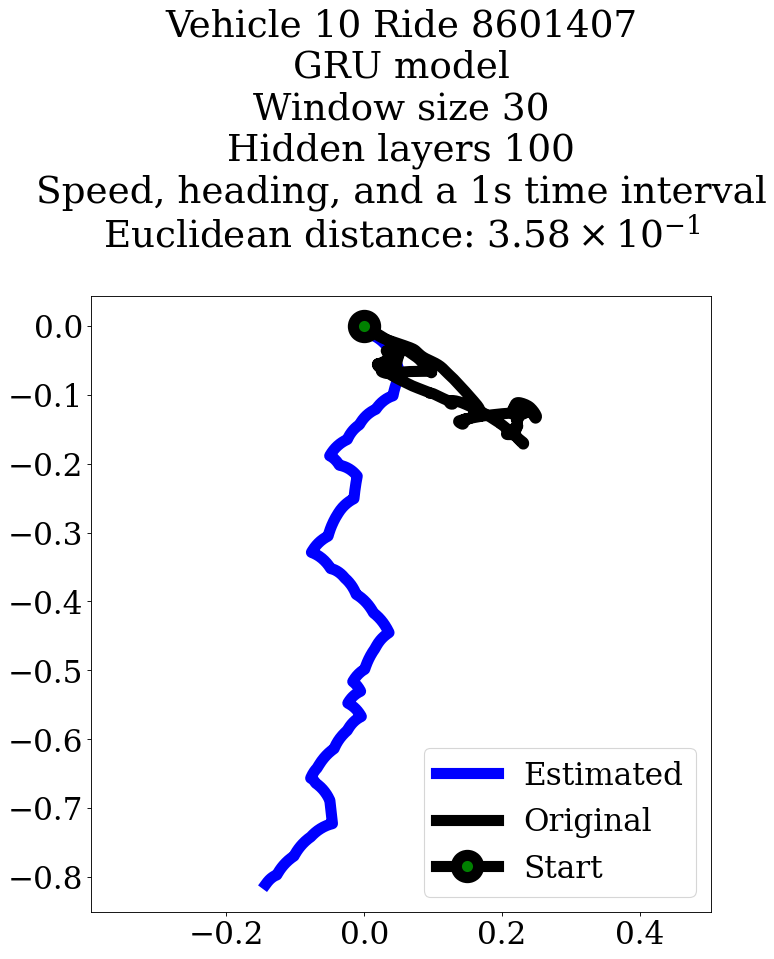 Vehicle 10 Ride 8601407
GRU model
Window size 30
Hidden layers 100
Speed, heading, and a 1s time interval
Euclidean distance: 3.58 × 10⁻¹
0.0
−0.1
−0.2
−0.3
−0.4
−0.5
−0.6
−0.7
−0.8
Estimated
Original
Start
−0.2 0.0 0.2 0.4